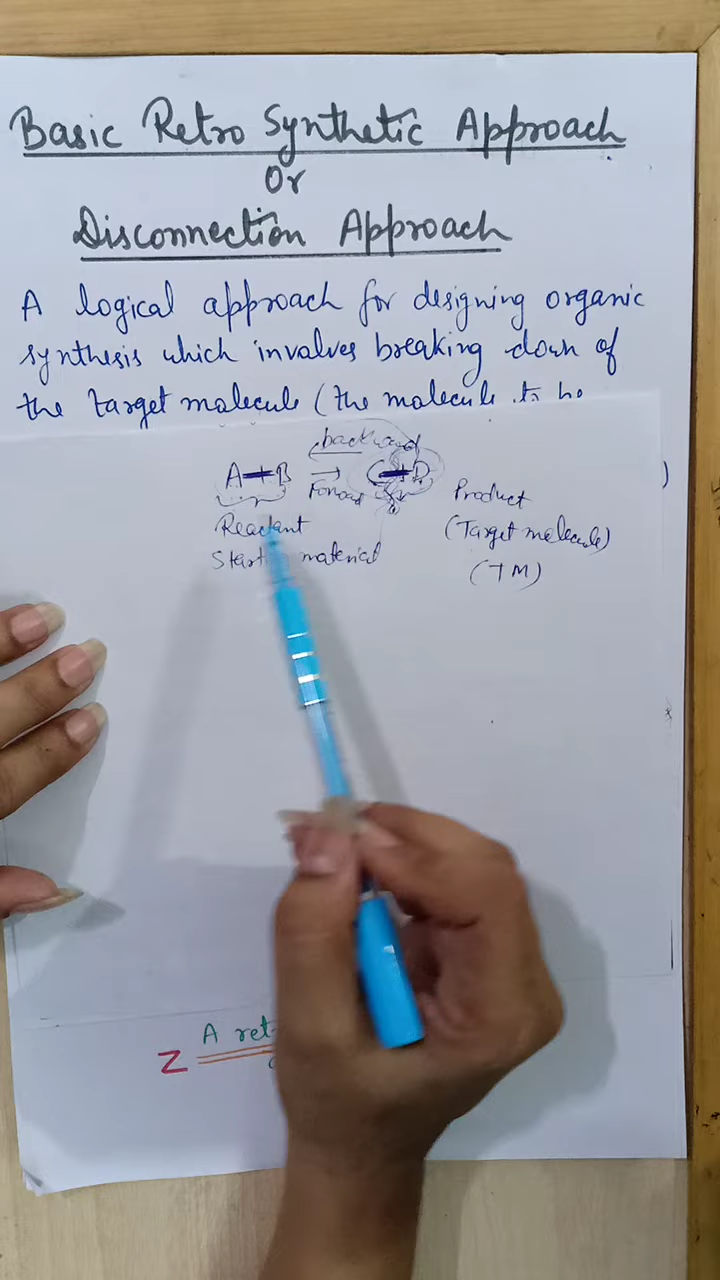 Basic Retro Synthetic Approach
Or
Disconnection Approach
A logical approach for designing organic
synthesis which involves breaking down of
the target molecule (the molecule to be
backward
A + B → C + D
Forward
Product
Reactant
(Target molecule)
material
(TM)
)
Z A